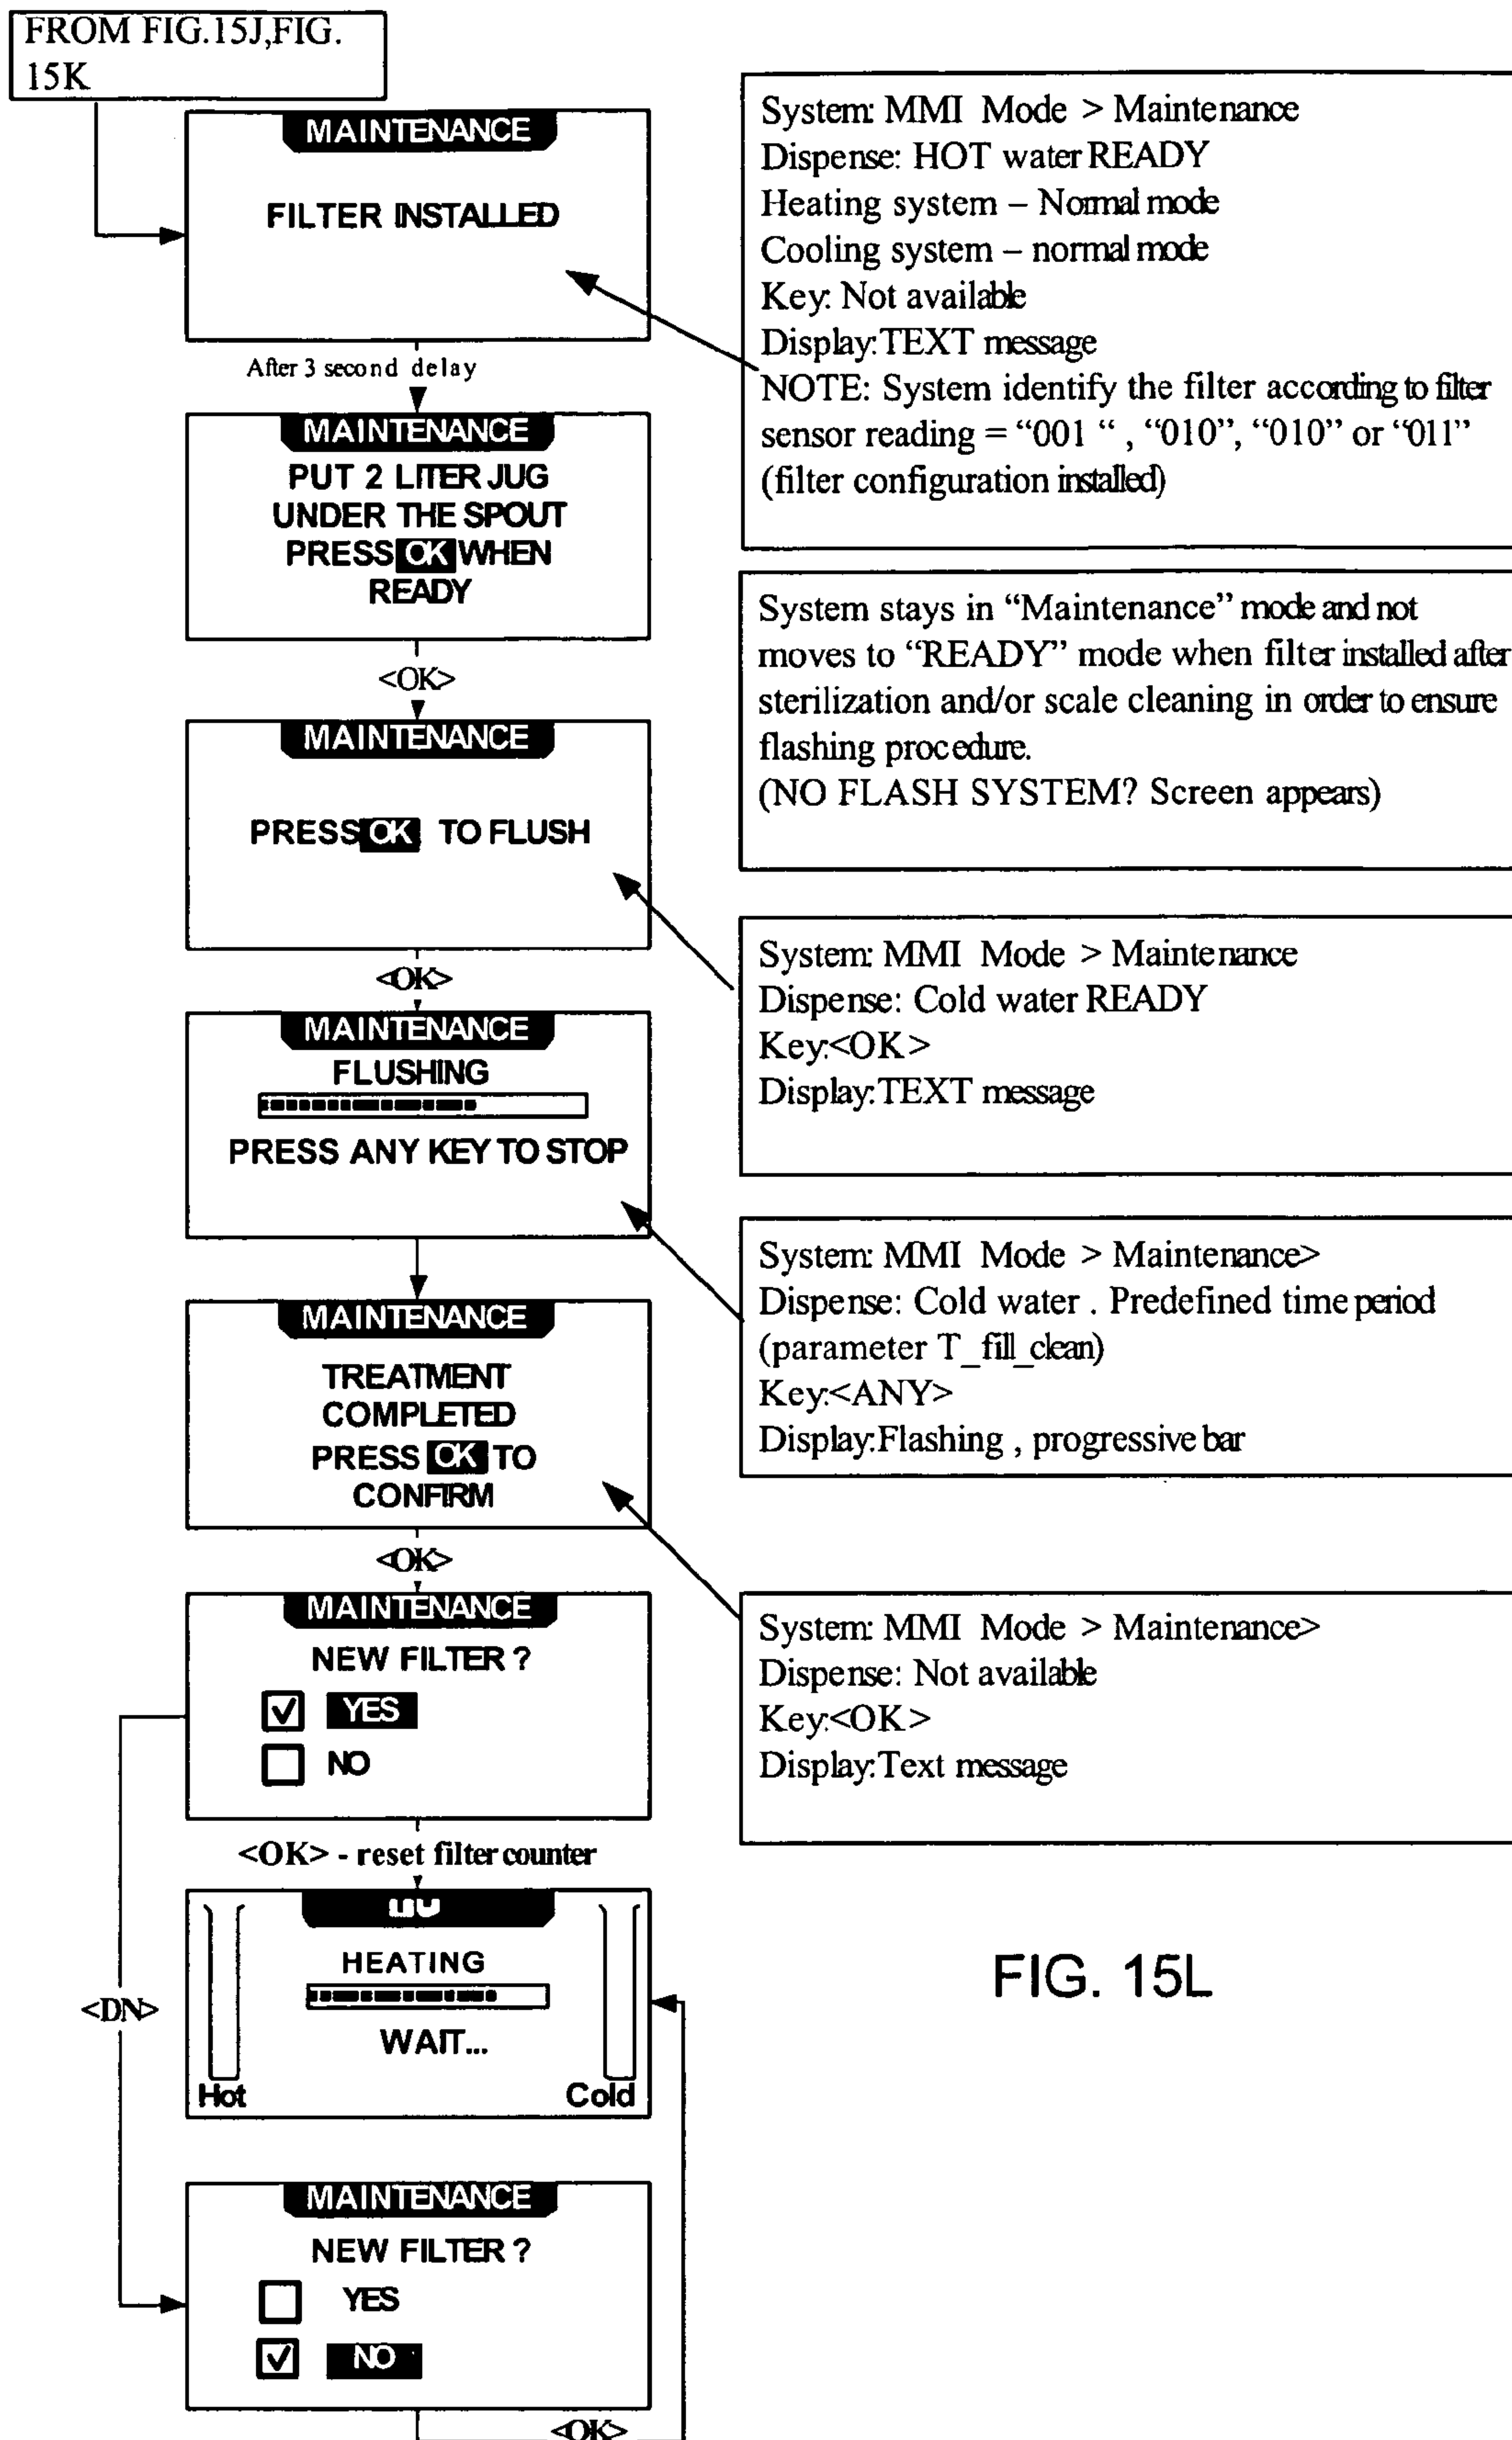 FROM FIG.15J,FIG.
15K
MAINTENANCE
FILTER INSTALLED
After 3 second delay
MAINTENANCE
PUT 2 LITER JUG
UNDER THE SPOUT
PRESS OK WHEN
READY
<OK>
MAINTENANCE
PRESS OK TO FLUSH
<OK>
MAINTENANCE
FLUSHING
PRESS ANY KEY TO STOP
MAINTENANCE
TREATMENT
COMPLETED
PRESS OK TO
CONFIRM
<OK>
MAINTENANCE
NEW FILTER ?
YES
NO
<OK> - reset filter counter
<DN>
HEATING
WAIT...
Hot
Cold
MAINTENANCE
NEW FILTER ?
YES
NO
<OK>
System: MMI Mode > Maintenance
Dispense: HOT water READY
Heating system – Normal mode
Cooling system – normal mode
Key: Not available
Display:TEXT message
NOTE: System identify the filter according to filter
sensor reading = “001 “ , “010”, “010” or “011”
(filter configuration installed)
System stays in “Maintenance” mode and not
moves to “READY” mode when filter installed after
sterilization and/or scale cleaning in order to ensure
flashing procedure.
(NO FLASH SYSTEM? Screen appears)
System: MMI Mode > Maintenance
Dispense: Cold water READY
Key:<OK>
Display:TEXT message
System: MMI Mode > Maintenance>
Dispense: Cold water . Predefined time period
(parameter T_fill_clean)
Key:<ANY>
Display:Flashing , progressive bar
System: MMI Mode > Maintenance>
Dispense: Not available
Key:<OK>
Display:Text message
FIG. 15L